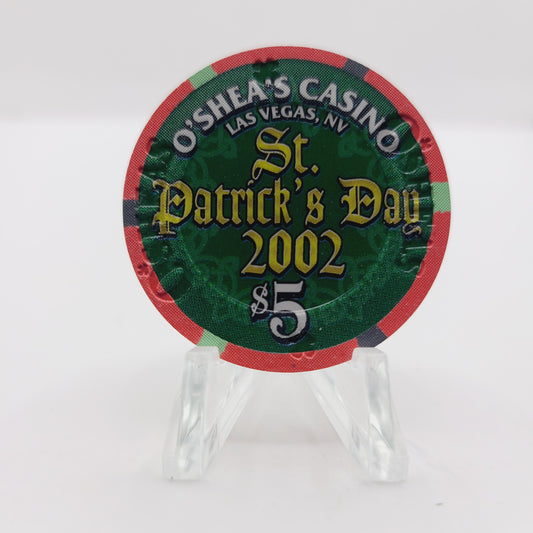 O'SHEA'S CASINO
LAS VEGAS, NV
St.
Patrick's Day
2002
$5